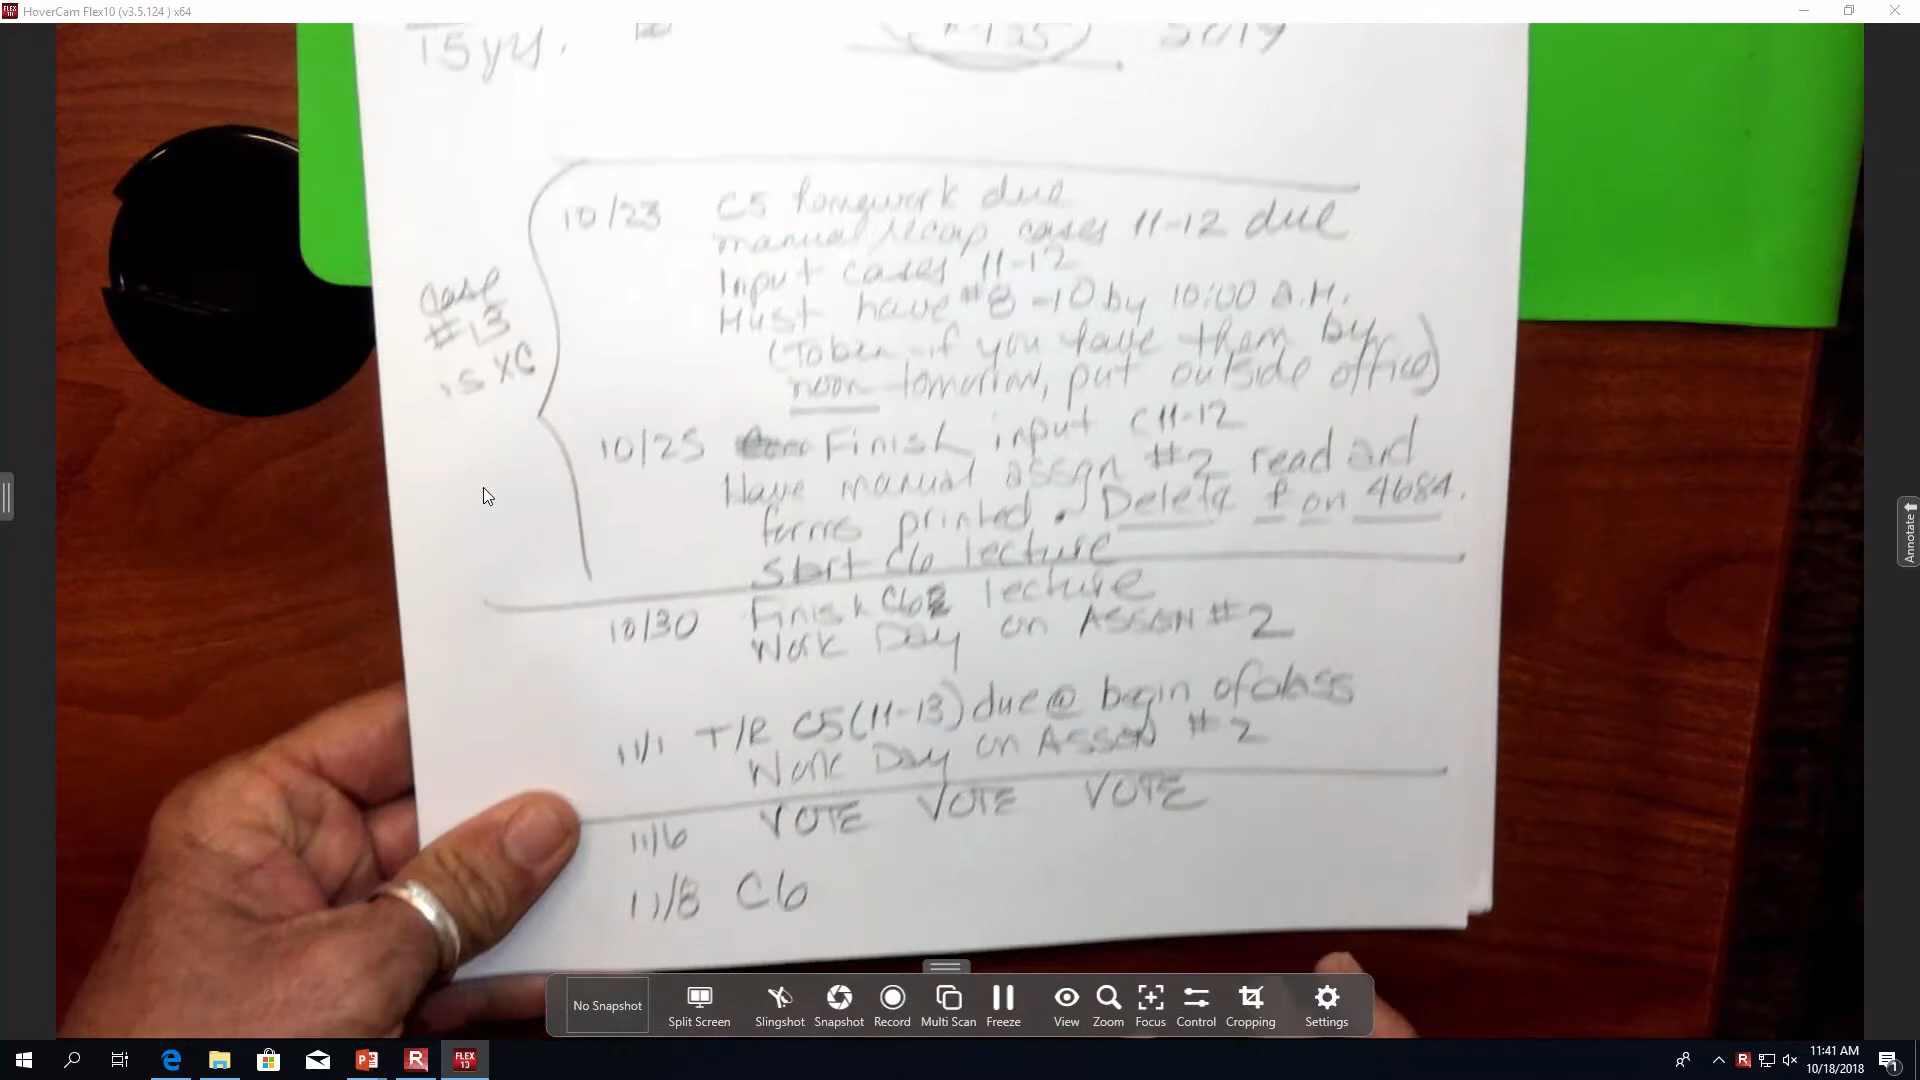 HoverCam Flex10 (v3.5.124 ) x64
15 yr.
2019
10/23 C5 homework due
manual recap cases 11-12 due
Input cases 11-12
Must have #8-10 by 10:00 A.M.
if you have them by
noon tomorrow, put outside office)
Case
#13
is XC
10/25 Finish input C11-12
Have manual assgn #2 read and
forms printed. Delete f on 4684.
Start C6 lecture
10/30 Finish C6 lecture
Work Day on ASSGN #2
11/1 T/R C5(11-13) due @ begin of class
Work Day on ASSGN #2
11/6 VOTE VOTE VOTE
11/8 C6
Annotate
No Snapshot
Split Screen
Slingshot
Snapshot
Record
Multi Scan
Freeze
View
Zoom
Focus
Control
Cropping
Settings
FLEX
10
11:41 AM
10/18/2018
1